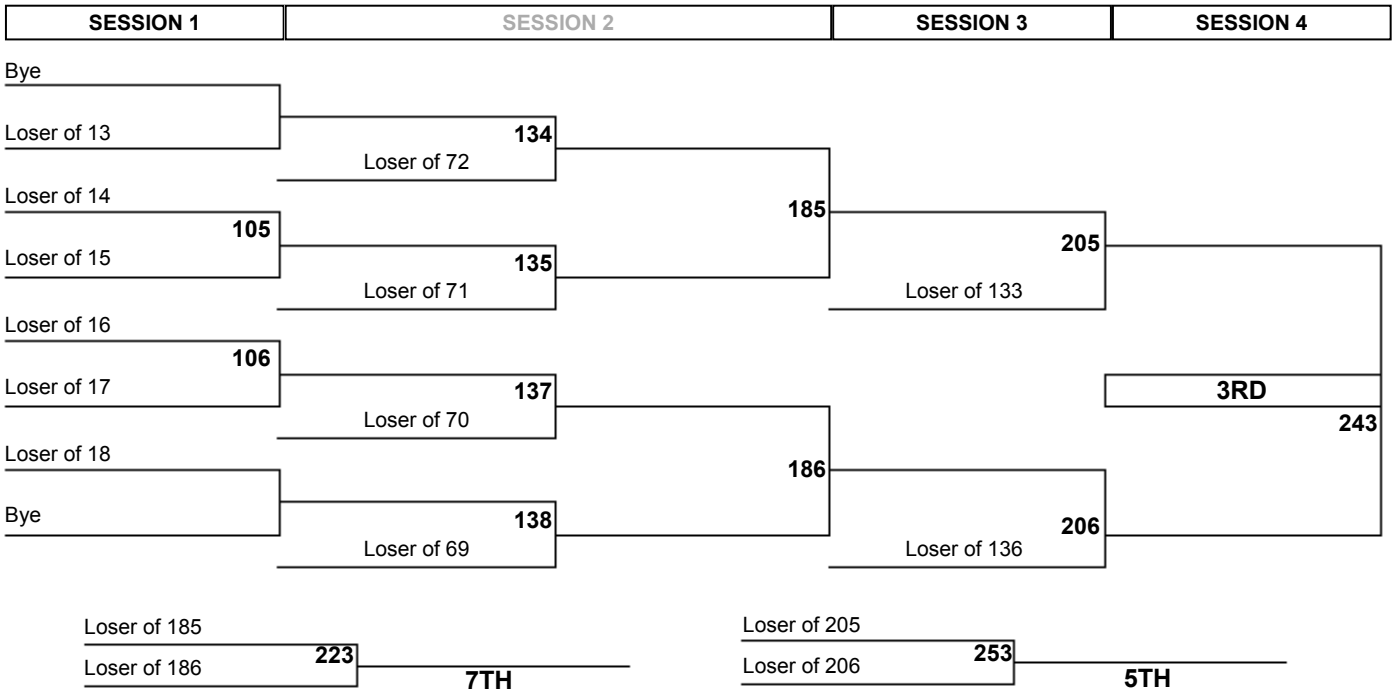 SESSION 1 SESSION 2 SESSION 3 SESSION 4
Bye
Loser of 13
134
Loser of 72
Loser of 14
185
105
205
Loser of 15
135
Loser of 71
Loser of 133
Loser of 16
106
Loser of 17
137
3RD
Loser of 70
243
Loser of 18
186
Bye
138
206
Loser of 69
Loser of 136
Loser of 185
223
Loser of 186
7TH
Loser of 205
253
Loser of 206
5TH